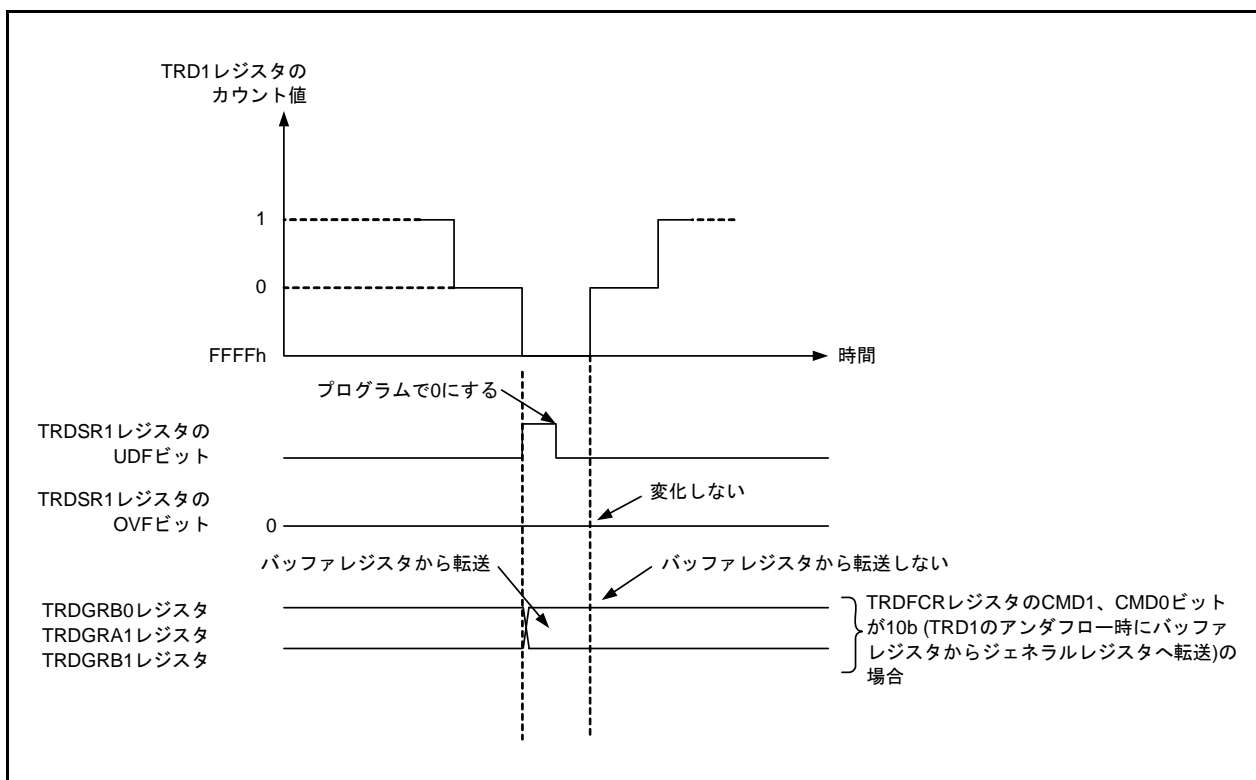 TRD1レジスタの
カウント値
1
0
FFFFh
時間
プログラムで0にする
TRDSR1レジスタの
UDFビット
変化しない
TRDSR1レジスタの
OVFビット
0
バッファレジスタから転送
バッファレジスタから転送しない
TRDGRB0レジスタ
TRDGRA1レジスタ
TRDGRB1レジスタ
TRDFCRレジスタのCMD1、CMD0ビット
が10b (TRD1のアンダフロー時にバッファ
レジスタからジェネラルレジスタへ転送)の
場合